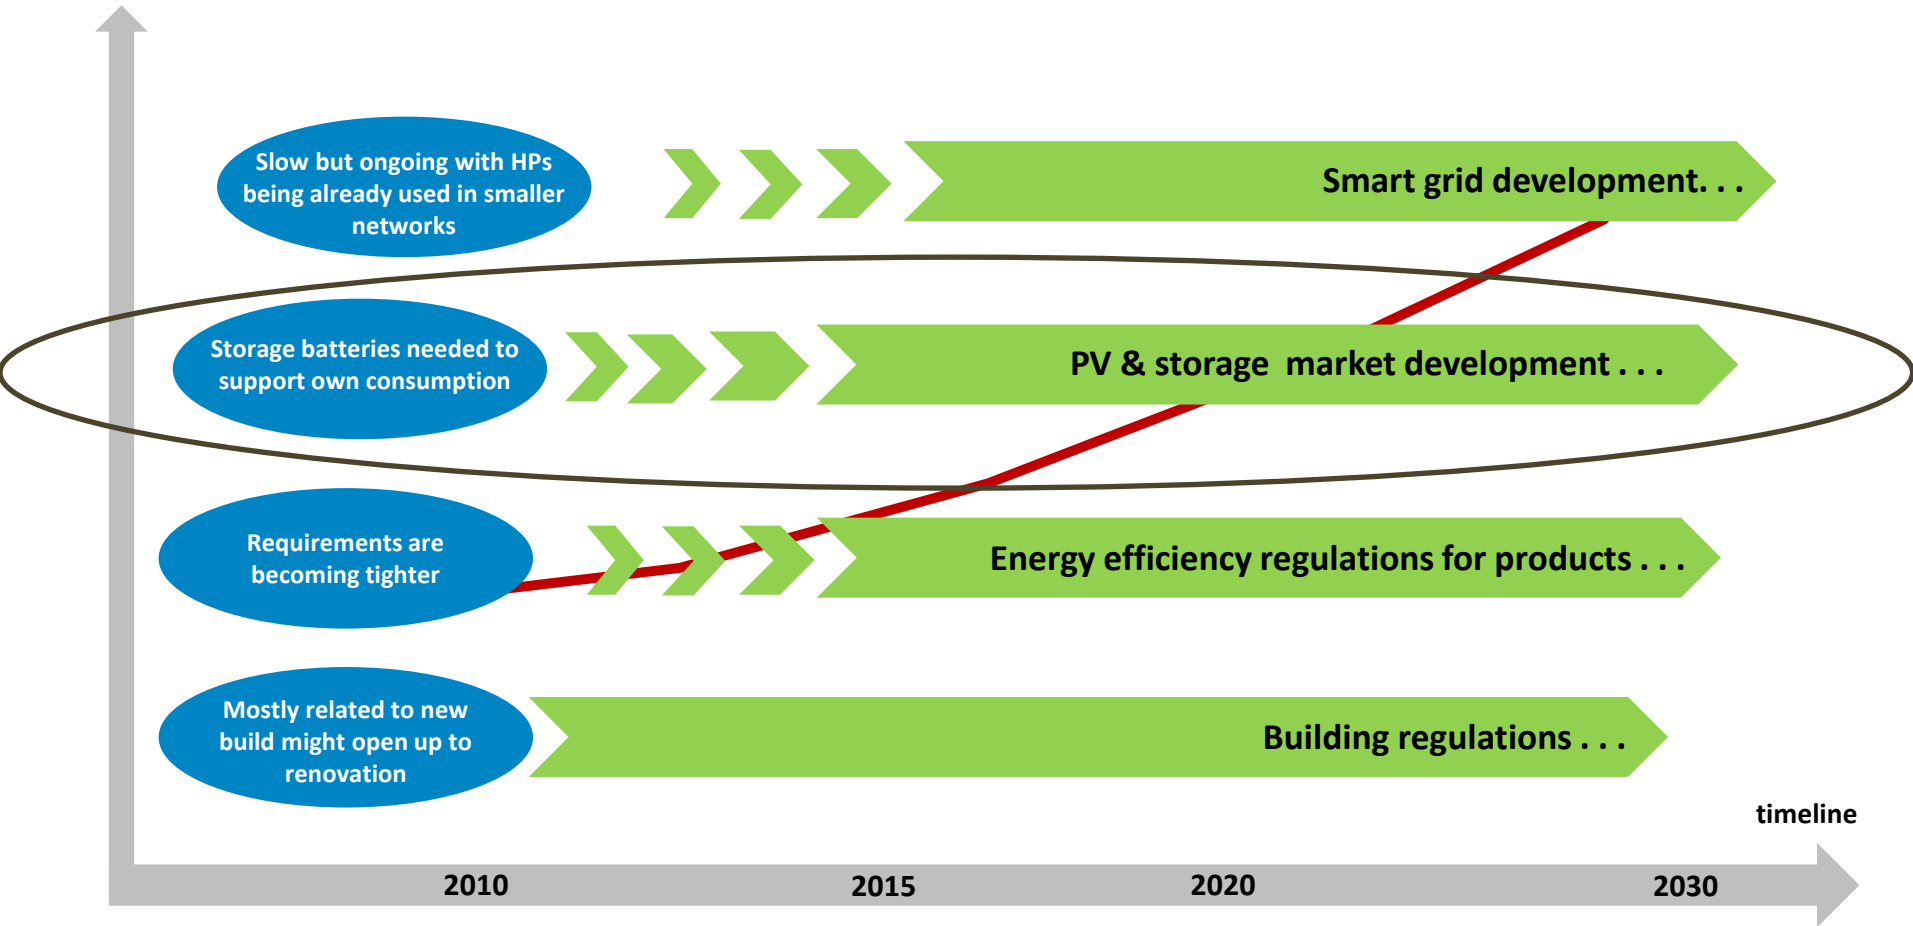 Slow but ongoing with HPs
being already used in smaller
networks
Smart grid development. . .
Storage batteries needed to
support own consumption
PV & storage  market development . . .
Requirements are
becoming tighter
Energy efficiency regulations for products . . .
Mostly related to new
build might open up to
renovation
Building regulations . . .
timeline
2010 2015 2020 2030